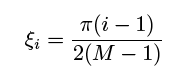 ξ_i = π(i − 1) / 2(M − 1)